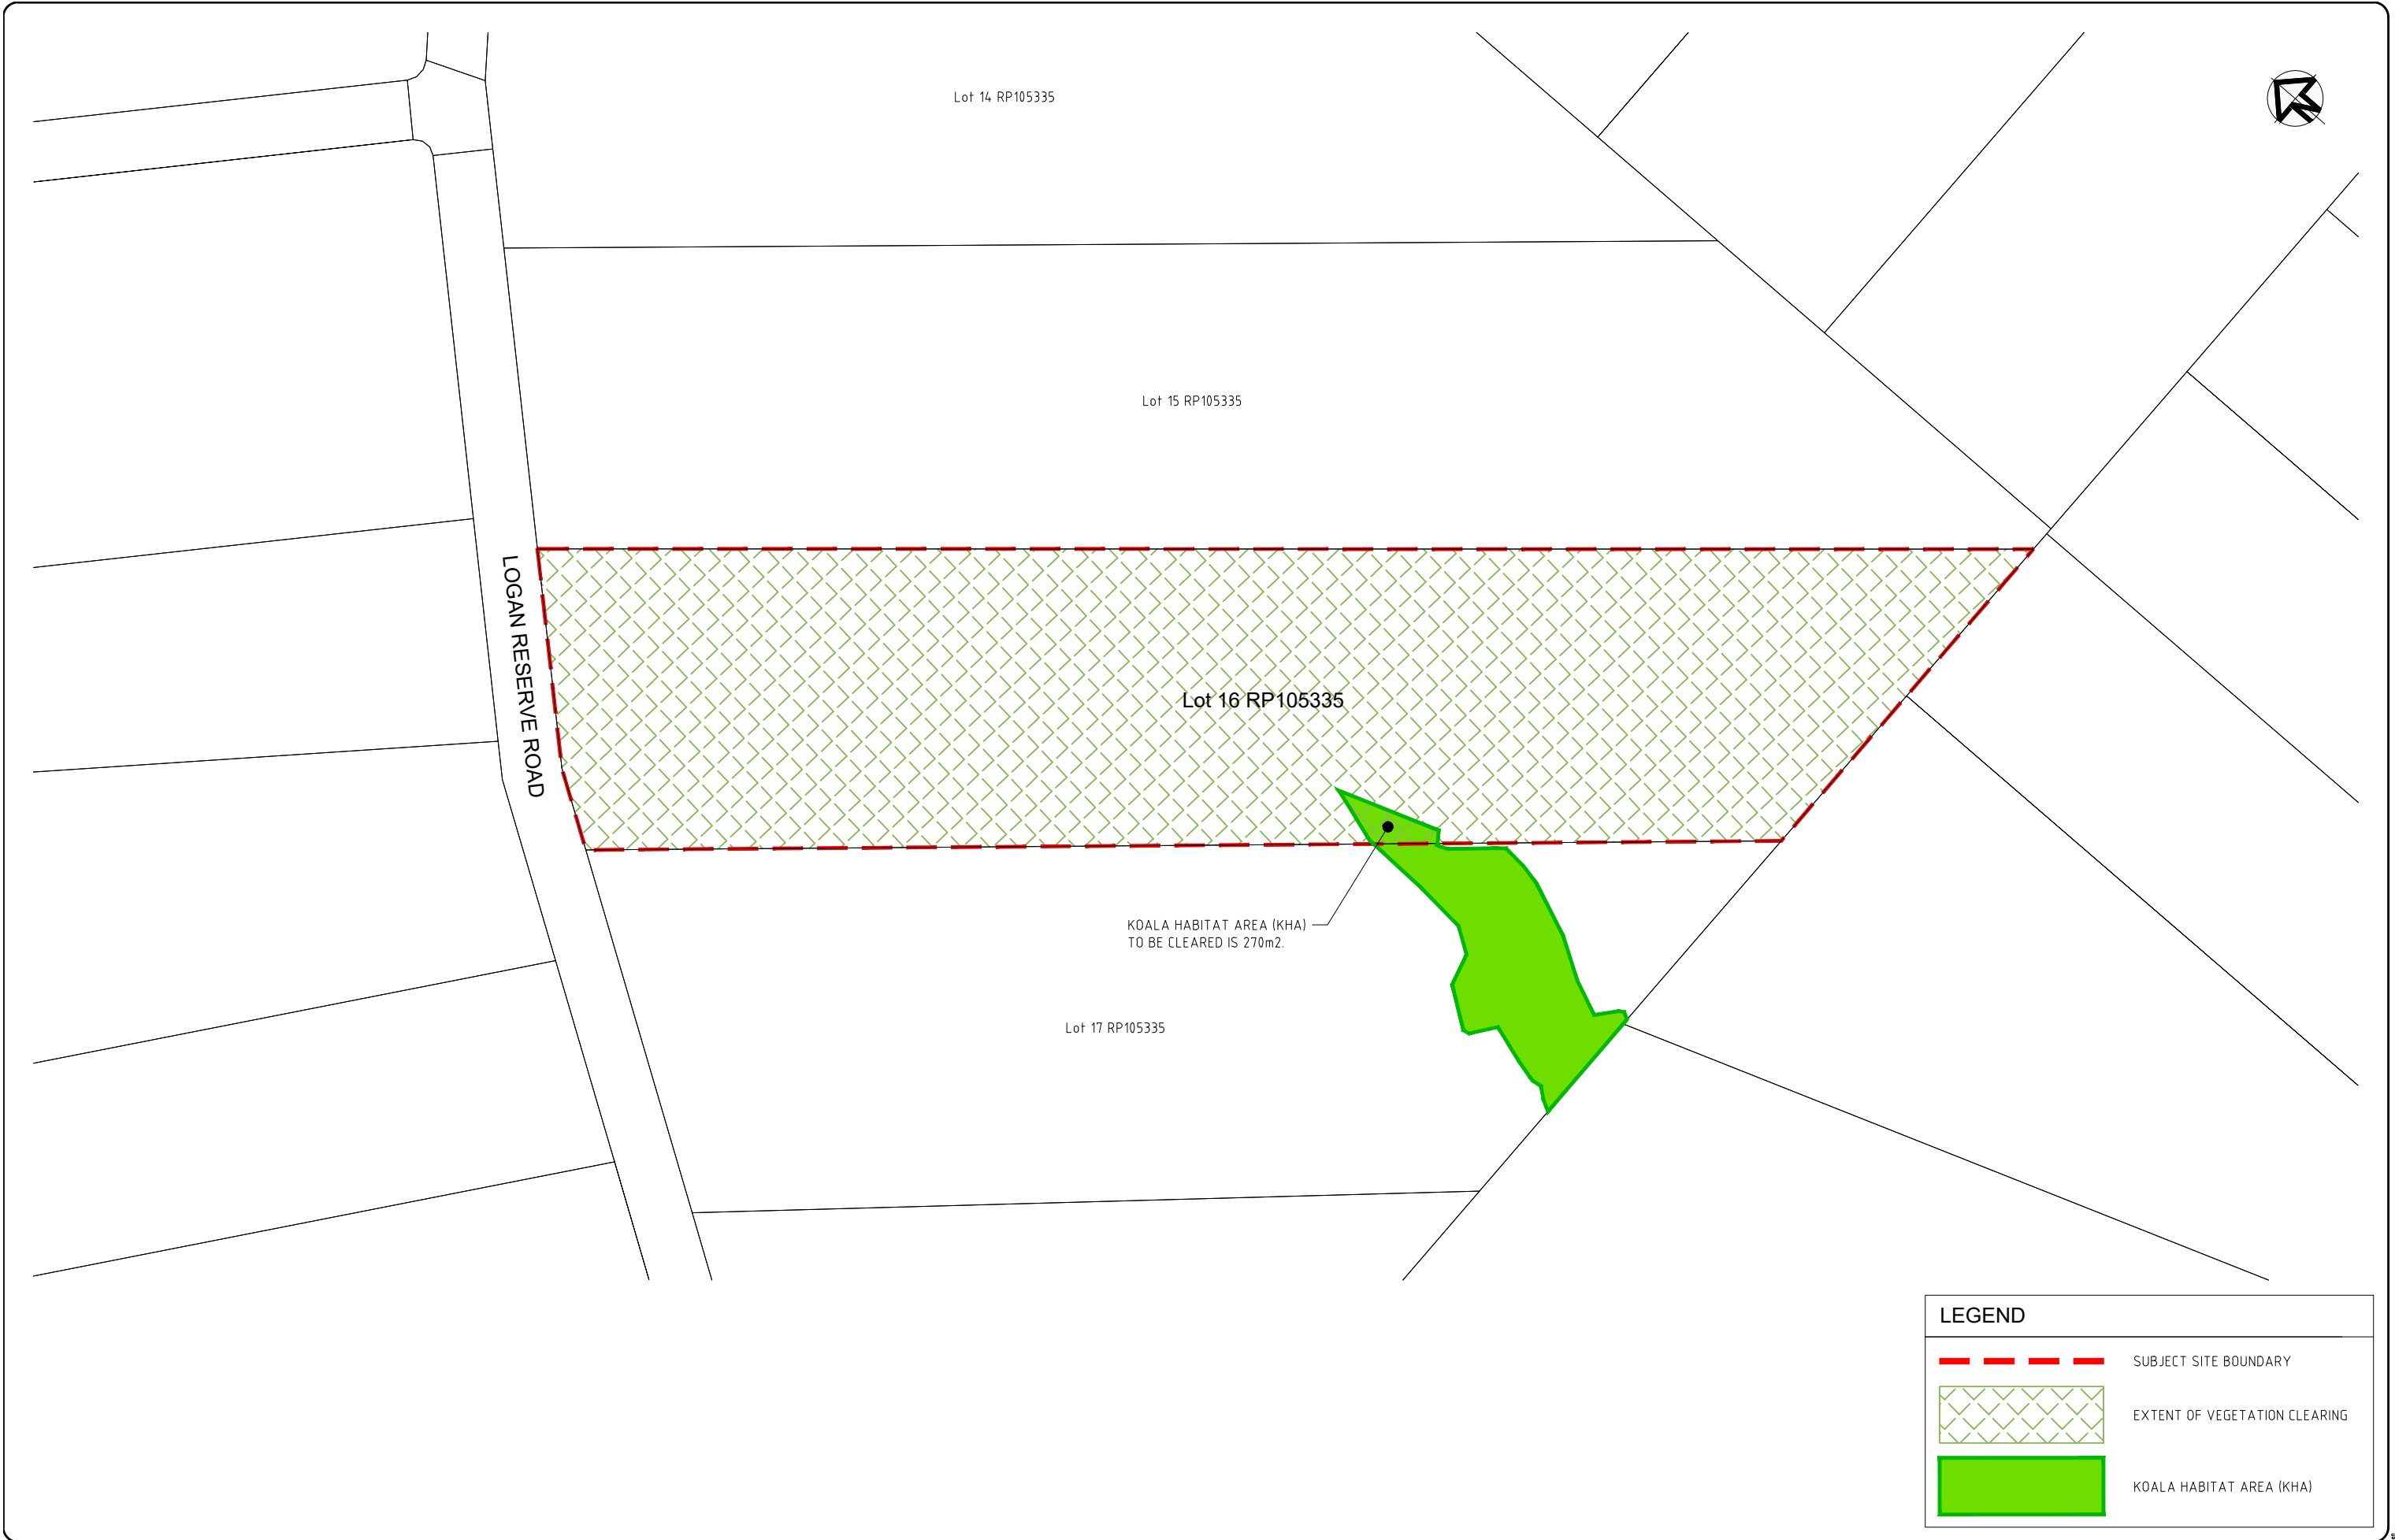 Lot 14 RP105335
Lot 15 RP105335
LOGAN RESERVE ROAD
Lot 16 RP105335
KOALA HABITAT AREA (KHA)
TO BE CLEARED IS 270m2.
Lot 17 RP105335
LEGEND
SUBJECT SITE BOUNDARY
EXTENT OF VEGETATION CLEARING
KOALA HABITAT AREA (KHA)